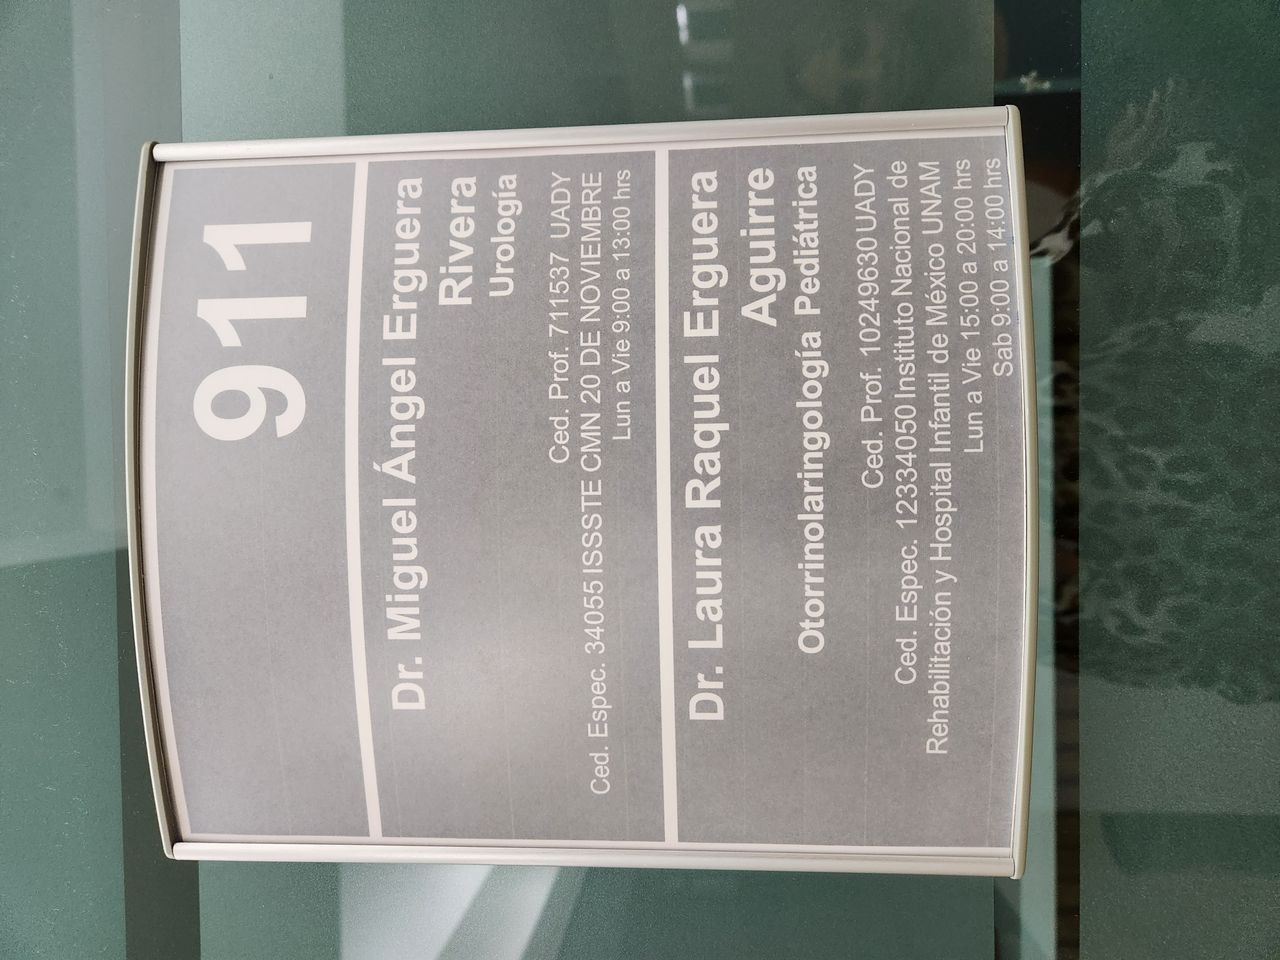 911
Dr. Miguel Ángel Erguera
Rivera
Urología
Ced. Prof. 711537 UADY
Ced. Espec. 34055 ISSSSTE CMN 20 DE NOVIEMBRE
Lun a Vie 9:00 a 13:00 hrs
Dr. Laura Raquel Erguera
Aguirre
Otorrinolaringología Pediátrica
Ced. Prof. 10249630 UADY
Ced. Espec. 12334050 Instituto Nacional de
Rehabilitación y Hospital Infantil de México UNAM
Lun a Vie 15:00 a 20:00 hrs
Sab 9:00 a 14:00 hrs